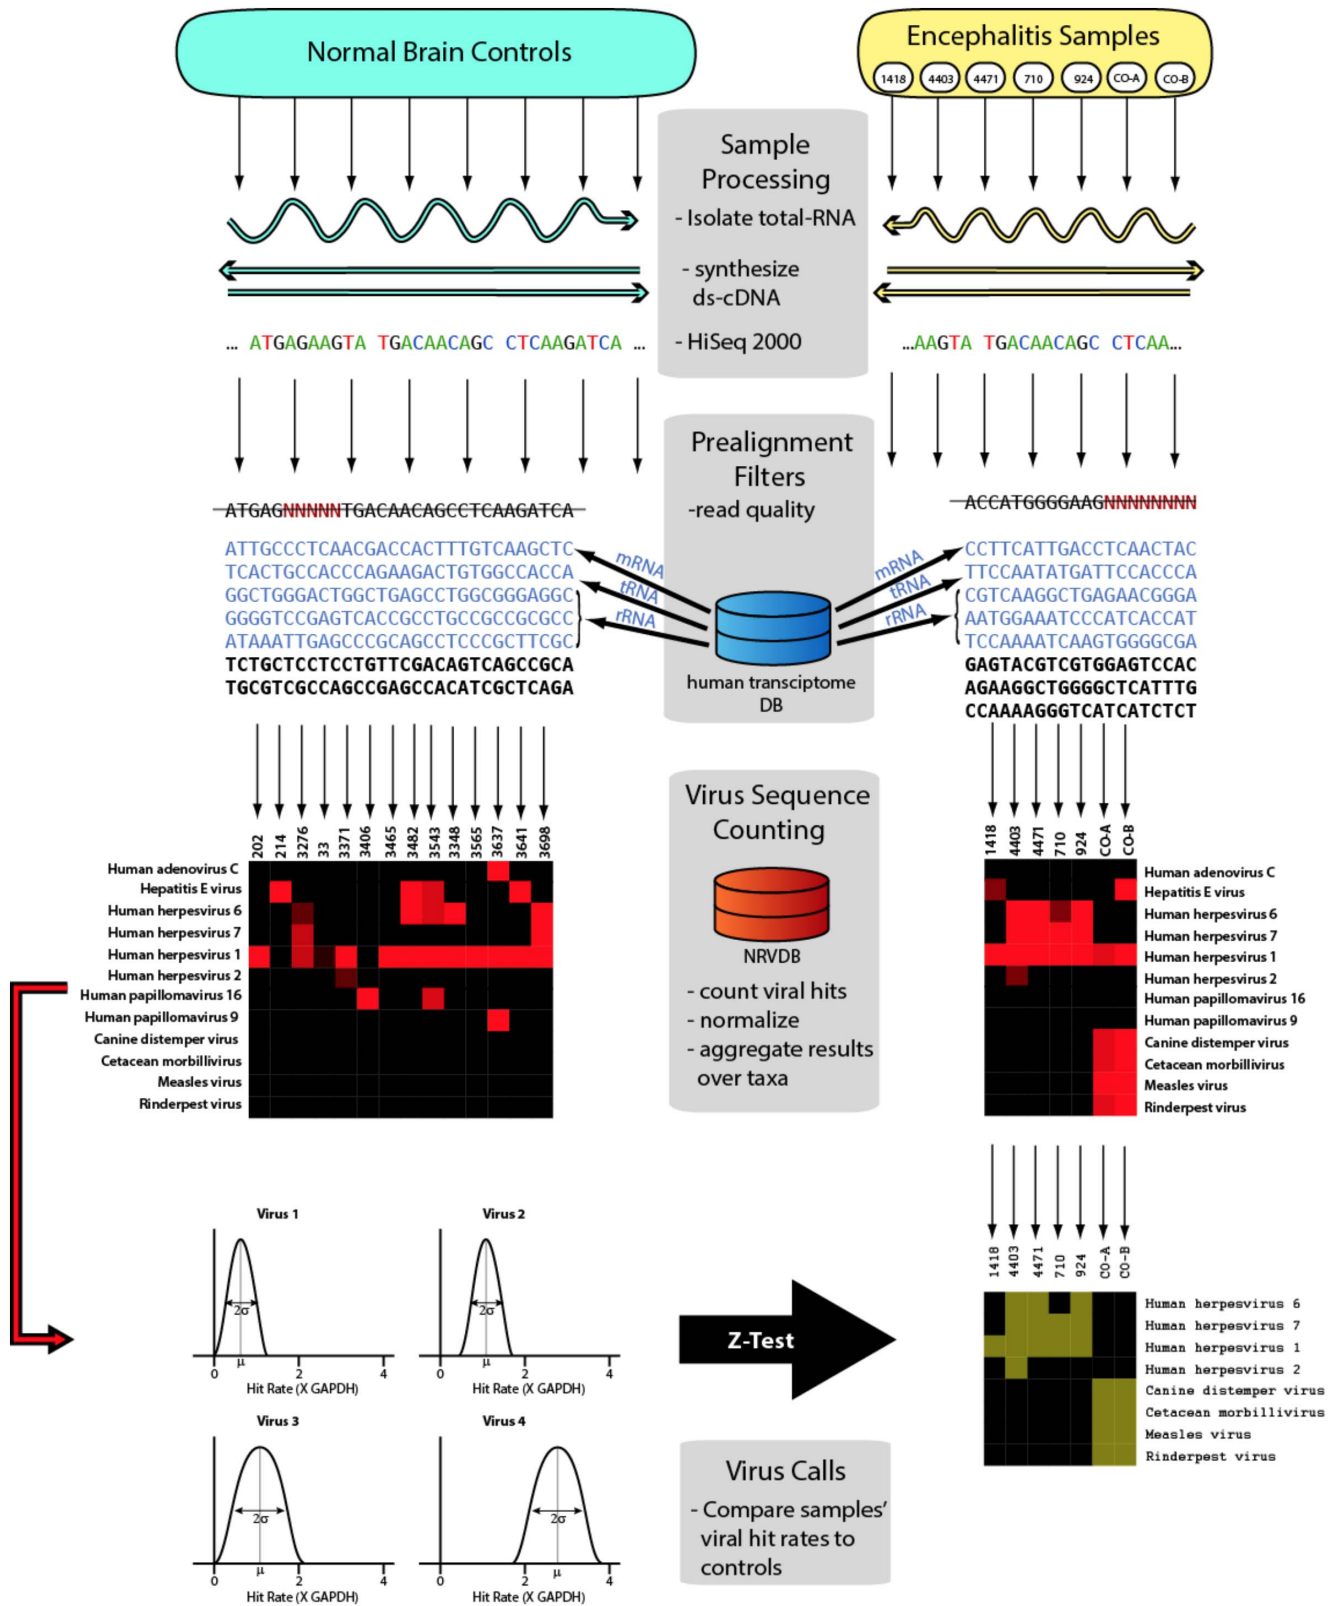 Normal Brain Controls
Encephalitis Samples
1418 4403 4471 710 924 CO-A CO-B
Sample
Processing
- Isolate total-RNA
- synthesize
ds-cDNA
- HiSeq 2000
... ATGAGAAGTA TGACAACAGC CTCAAGATCA ...
...AAGTA TGACAACAGC CTCAA...
Prealignment
Filters
-read quality
ATGAGNNNNNTGACAACAGCCTCAAGATCA
ATTGCCCTCAACGACCACTTTGTCAAGCTC
TCACTGCCACCCAGAAGACTGTGGCCACCA
GGCTGGGACTGGCTGAGCCTGGCGGGAGGC
GGGGTCCGAGTCACCGCCTGCCGCCGCGCC
ATAAATTGAGCCCGCAGCCTCCCGCTTCGC
TCTGCTCCTCCTGTTCGACAGTCAGCCGCA
TGCGTCGCCAGCCGAGCCACATCGCTCAGA
mRNA
tRNA
rRNA
human transciptome
DB
mRNA
tRNA
rRNA
ACCATGGGGAAGNNNNNNNN
CCTTCATTGACCTCAACTAC
TTCCAATATGATTCCACCCA
CGTCAAGGCTGAGAACGGGA
AATGGAAATCCCATCACCAT
TCCAAAATCAAGTGGGGCGA
GAGTACGTCGTGGAGTCCAC
AGAAGGCTGGGGCTCATTTG
CCAAAAGGGTCATCATCTCT
202 214 3276 33 3371 3406 3465 3482 3543 3348 3565 3637 3641 3698
Human adenovirus C
Hepatitis E virus
Human herpesvirus 6
Human herpesvirus 7
Human herpesvirus 1
Human herpesvirus 2
Human papillomavirus 16
Human papillomavirus 9
Canine distemper virus
Cetacean morbillivirus
Measles virus
Rinderpest virus
Virus Sequence
Counting
NRVDB
- count viral hits
- normalize
- aggregate results
over taxa
1418 4403 4471 710 924 CO-A CO-B
Human adenovirus C
Hepatitis E virus
Human herpesvirus 6
Human herpesvirus 7
Human herpesvirus 1
Human herpesvirus 2
Human papillomavirus 16
Human papillomavirus 9
Canine distemper virus
Cetacean morbillivirus
Measles virus
Rinderpest virus
Virus 1
2σ
0 μ 2 4
Hit Rate (X GAPDH)
Virus 2
2σ
0 μ 2 4
Hit Rate (X GAPDH)
Virus 3
2σ
0 μ 2 4
Hit Rate (X GAPDH)
Virus 4
2σ
0 2 μ 4
Hit Rate (X GAPDH)
Z-Test
Virus Calls
- Compare samples'
viral hit rates to
controls
1418 4403 4471 710 924 CO-A CO-B
Human herpesvirus 6
Human herpesvirus 7
Human herpesvirus 1
Human herpesvirus 2
Canine distemper virus
Cetacean morbillivirus
Measles virus
Rinderpest virus